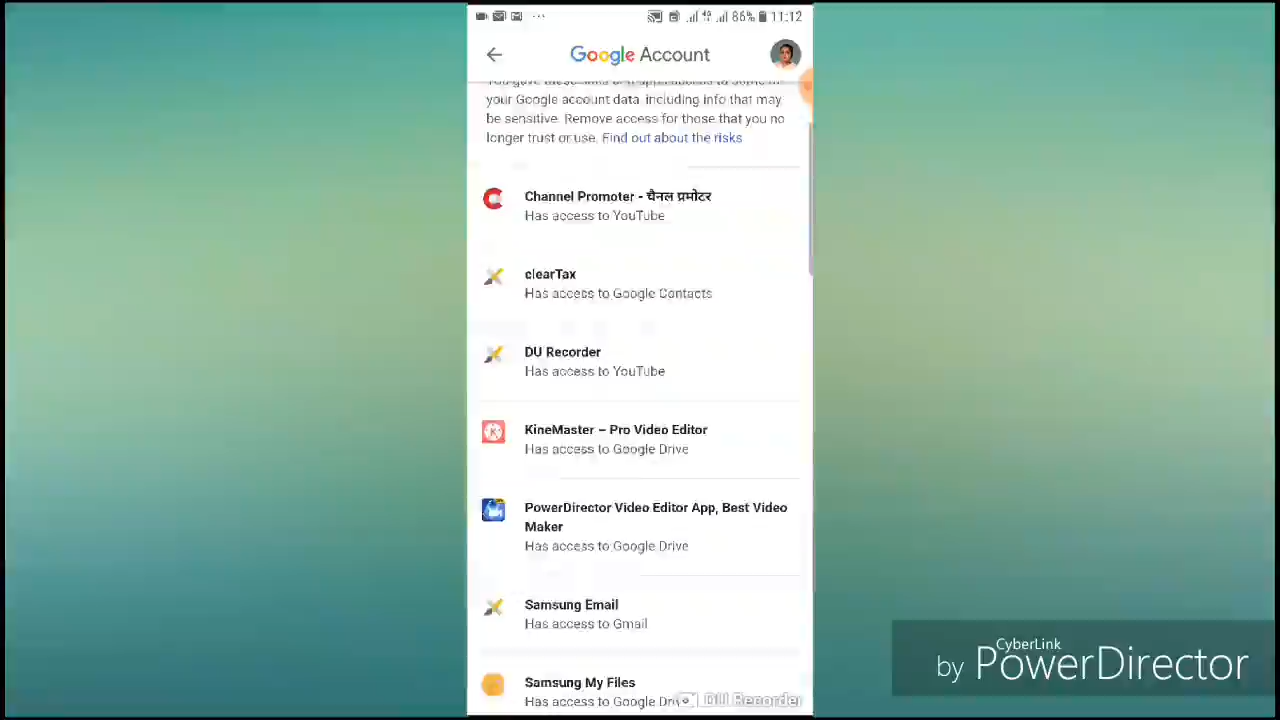 86% 11:12
Google Account
your Google account data, including info that may
be sensitive. Remove access for those that you no
longer trust or use. Find out about the risks
Channel Promoter - चैनल प्रमोटर
Has access to YouTube
clearTax
Has access to Google Contacts
DU Recorder
Has access to YouTube
KineMaster – Pro Video Editor
Has access to Google Drive
PowerDirector Video Editor App, Best Video
Maker
Has access to Google Drive
Samsung Email
Has access to Gmail
Samsung My Files
Has access to Google Drive
DU Recorder
CyberLink
by PowerDirector